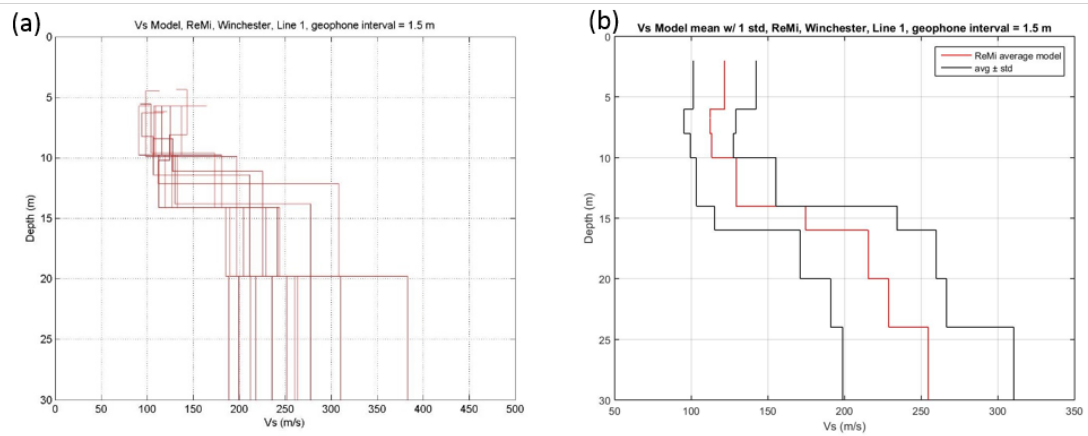 (a)
Vs Model, ReMi, Winchester, Line 1, geophone interval = 1.5 m
0
5
10
15
20
25
30
Depth (m)
0 50 100 150 200 250 300 350 400 450 500
Vs (m/s)
(b)
Vs Model mean w/ 1 std, ReMi, Winchester, Line 1, geophone interval = 1.5 m
ReMi average model
avg ± std
0
5
10
15
20
25
30
Depth (m)
50 100 150 200 250 300 350
Vs (m/s)